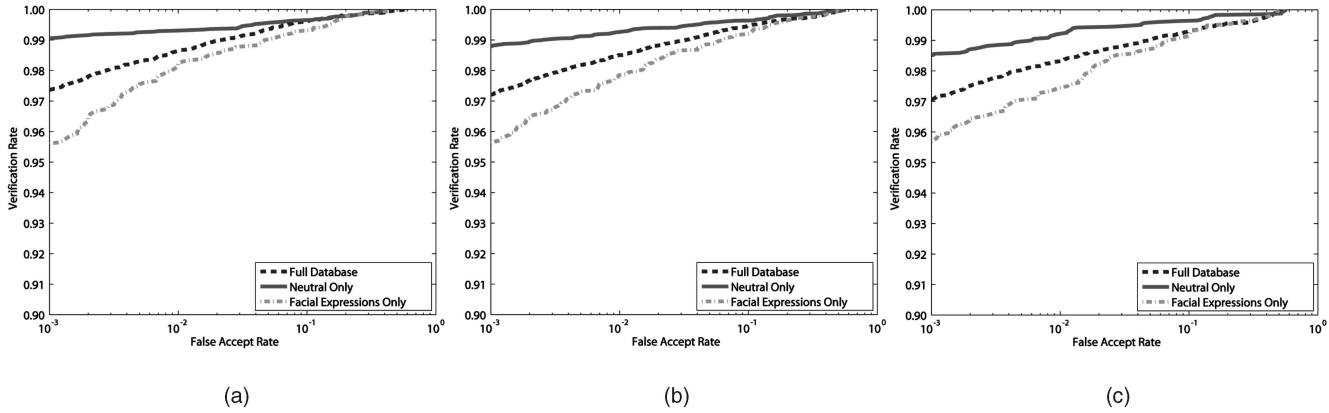 1.00
0.99
0.98
0.97
0.96
0.95
0.94
0.93
0.92
0.91
0.90
Verification Rate
Full Database
Neutral Only
Facial Expressions Only
10^-3
10^-2
10^-1
10^0
False Accept Rate
(a)
1.00
0.99
0.98
0.97
0.96
0.95
0.94
0.93
0.92
0.91
0.90
Verification Rate
Full Database
Neutral Only
Facial Expressions Only
10^-3
10^-2
10^-1
10^0
False Accept Rate
(b)
1.00
0.99
0.98
0.97
0.96
0.95
0.94
0.93
0.92
0.91
0.90
Verification Rate
Full Database
Neutral Only
Facial Expressions Only
10^-3
10^-2
10^-1
10^0
False Accept Rate
(c)